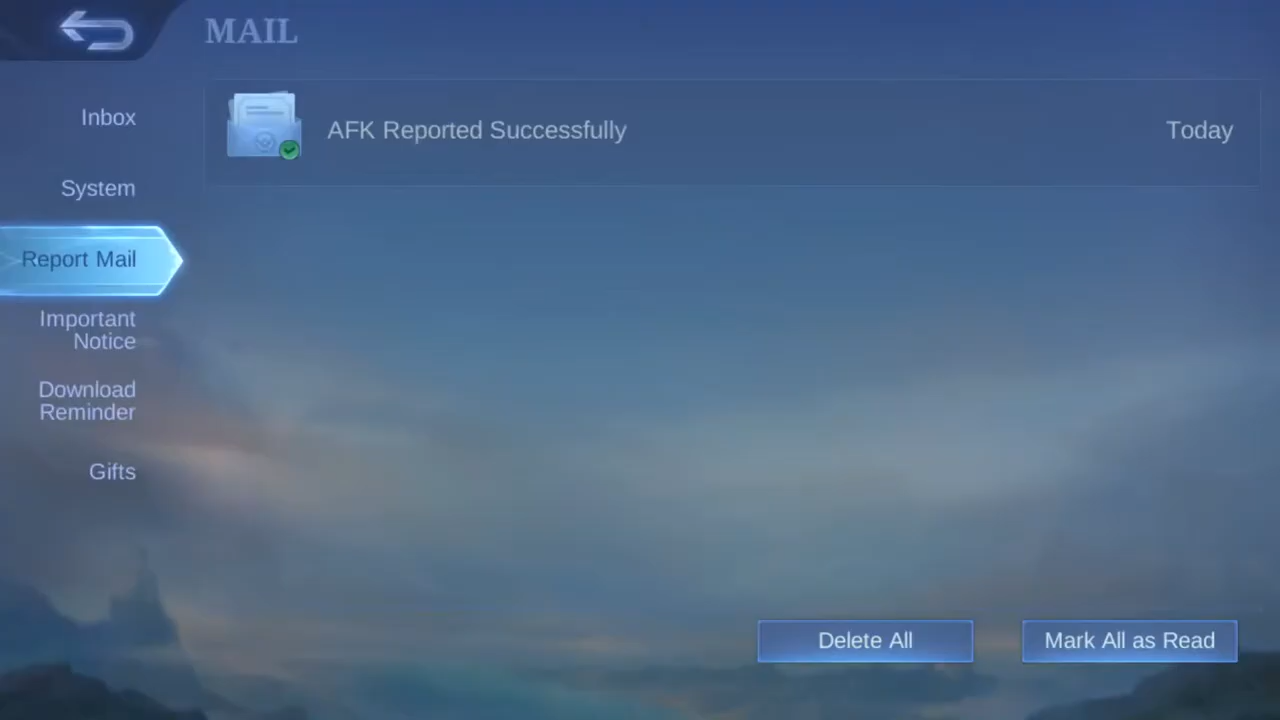 MAIL
Inbox
AFK Reported Successfully
Today
System
Report Mail
Important
Notice
Download
Reminder
Gifts
Delete All
Mark All as Read